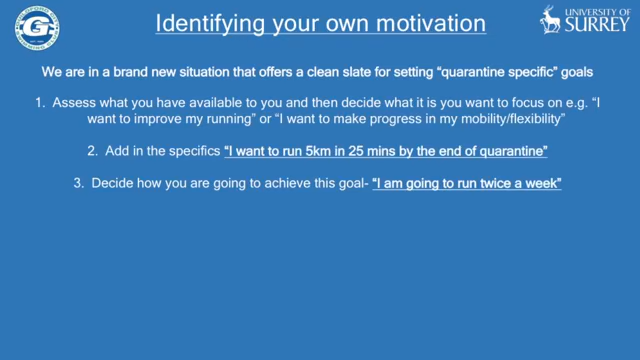 Identifying your own motivation
UNIVERSITY OF
SURREY
We are in a brand new situation that offers a clean slate for setting “quarantine specific” goals
1. Assess what you have available to you and then decide what it is you want to focus on e.g. “I
want to improve my running” or “I want to make progress in my mobility/flexibility”
2. Add in the specifics “I want to run 5km in 25 mins by the end of quarantine”
3. Decide how you are going to achieve this goal- “I am going to run twice a week”